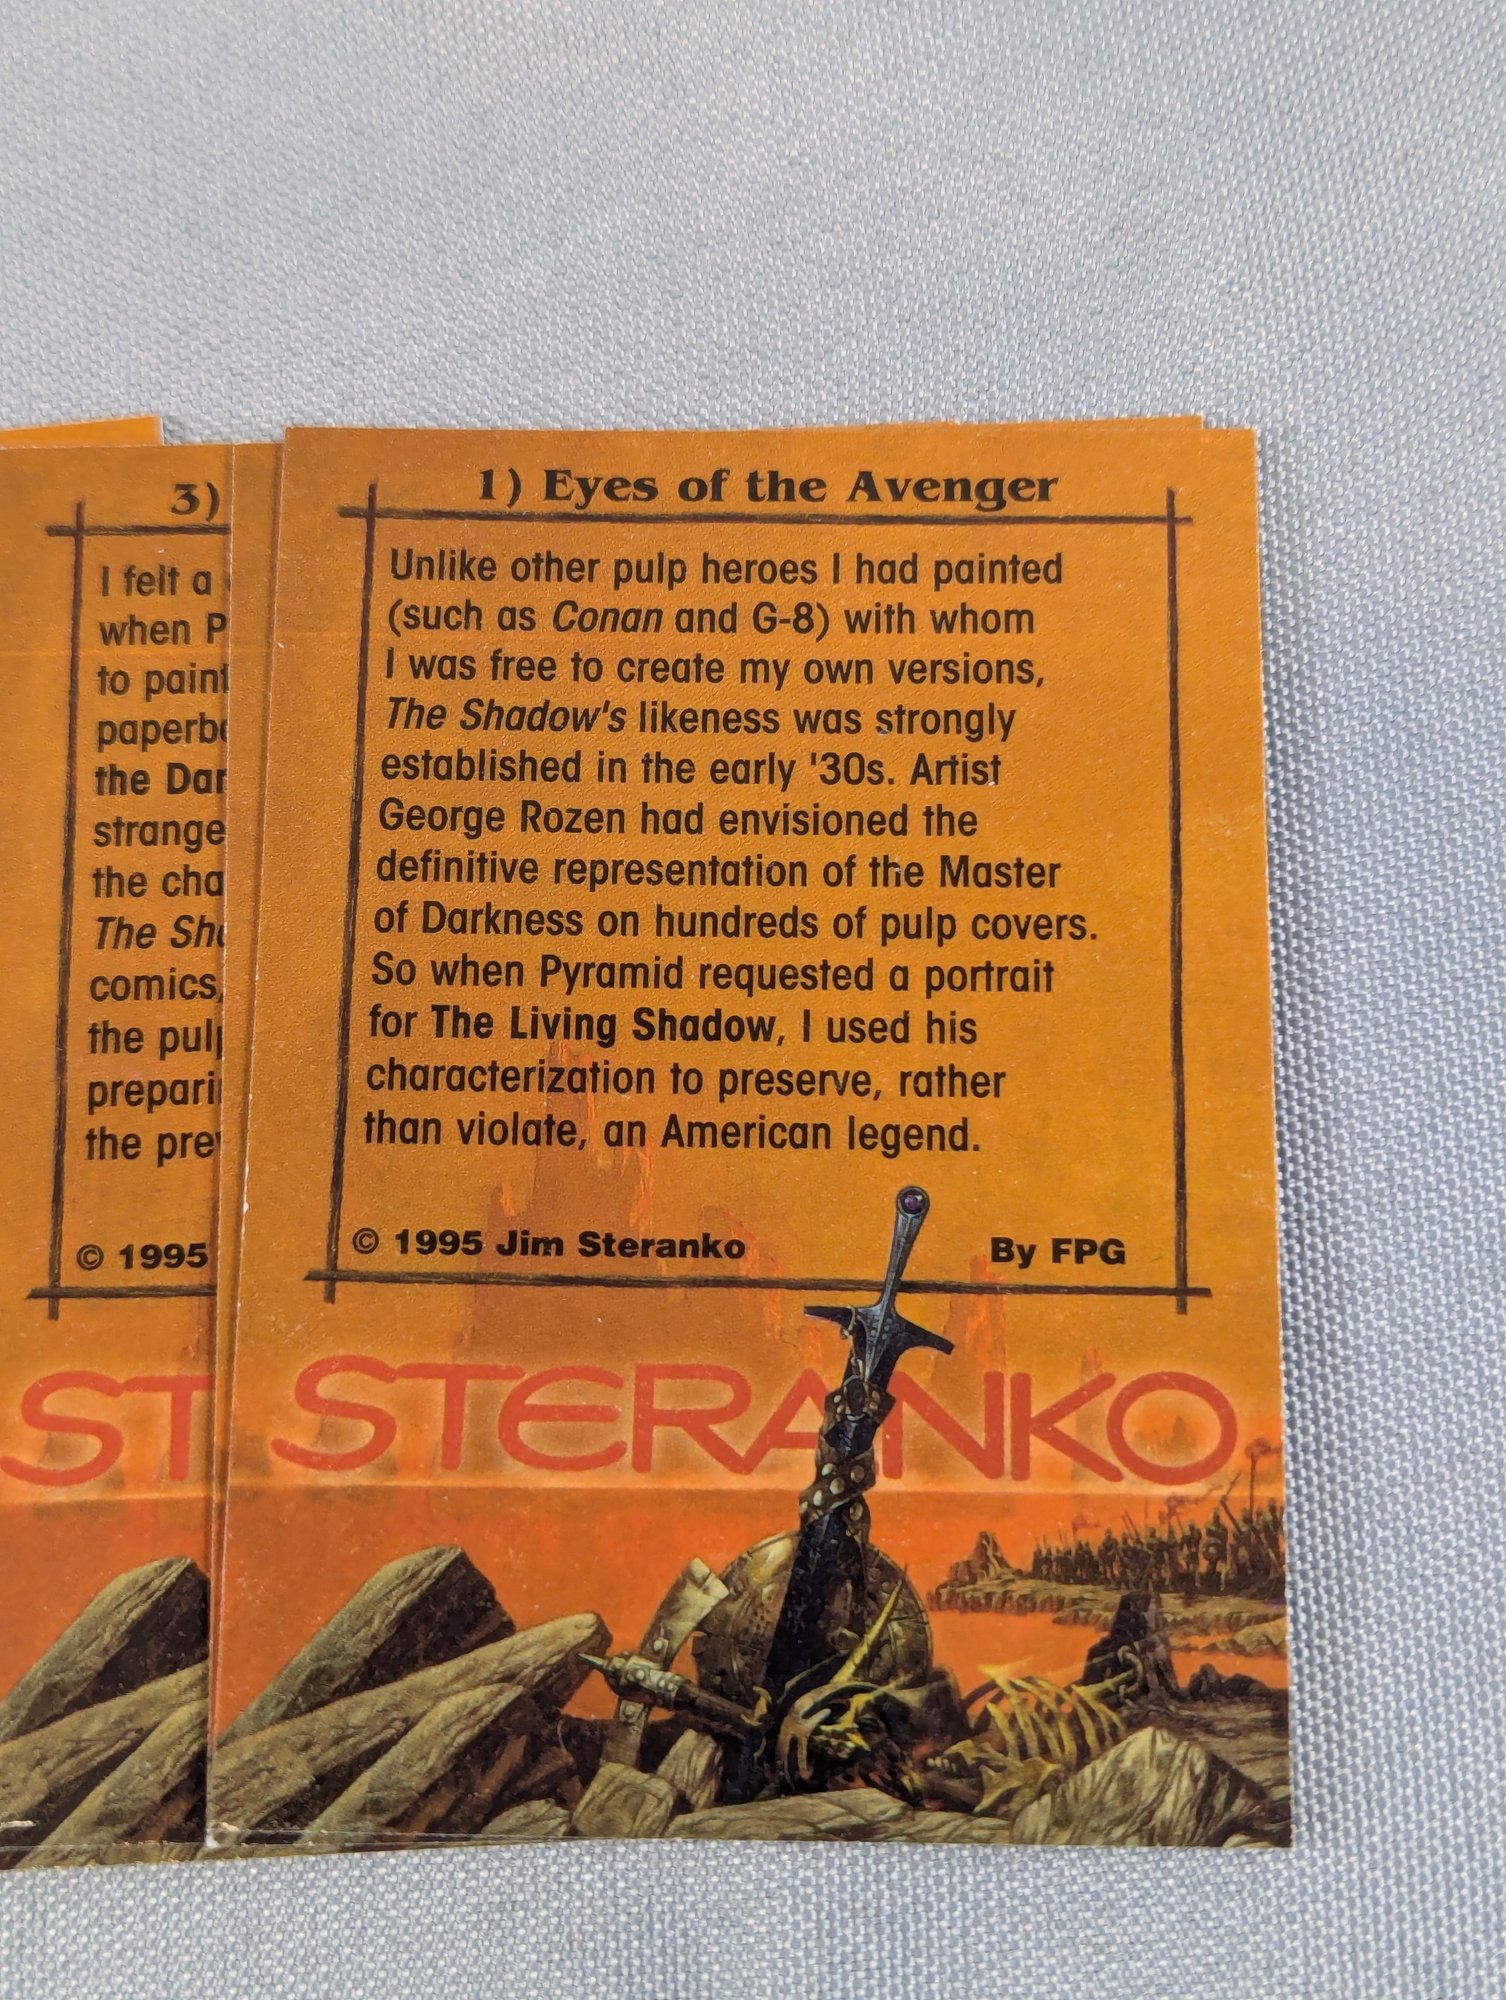 3)
I felt a
when P
to paint
paperb
the Dar
strange
the cha
The Sh
comics,
the pul
prepari
the pre
© 1995
ST
1) Eyes of the Avenger
Unlike other pulp heroes I had painted
(such as Conan and G-8) with whom
I was free to create my own versions,
The Shadow's likeness was strongly
established in the early '30s. Artist
George Rozen had envisioned the
definitive representation of the Master
of Darkness on hundreds of pulp covers.
So when Pyramid requested a portrait
for The Living Shadow, I used his
characterization to preserve, rather
than violate, an American legend.
© 1995 Jim Steranko By FPG
STERANKO